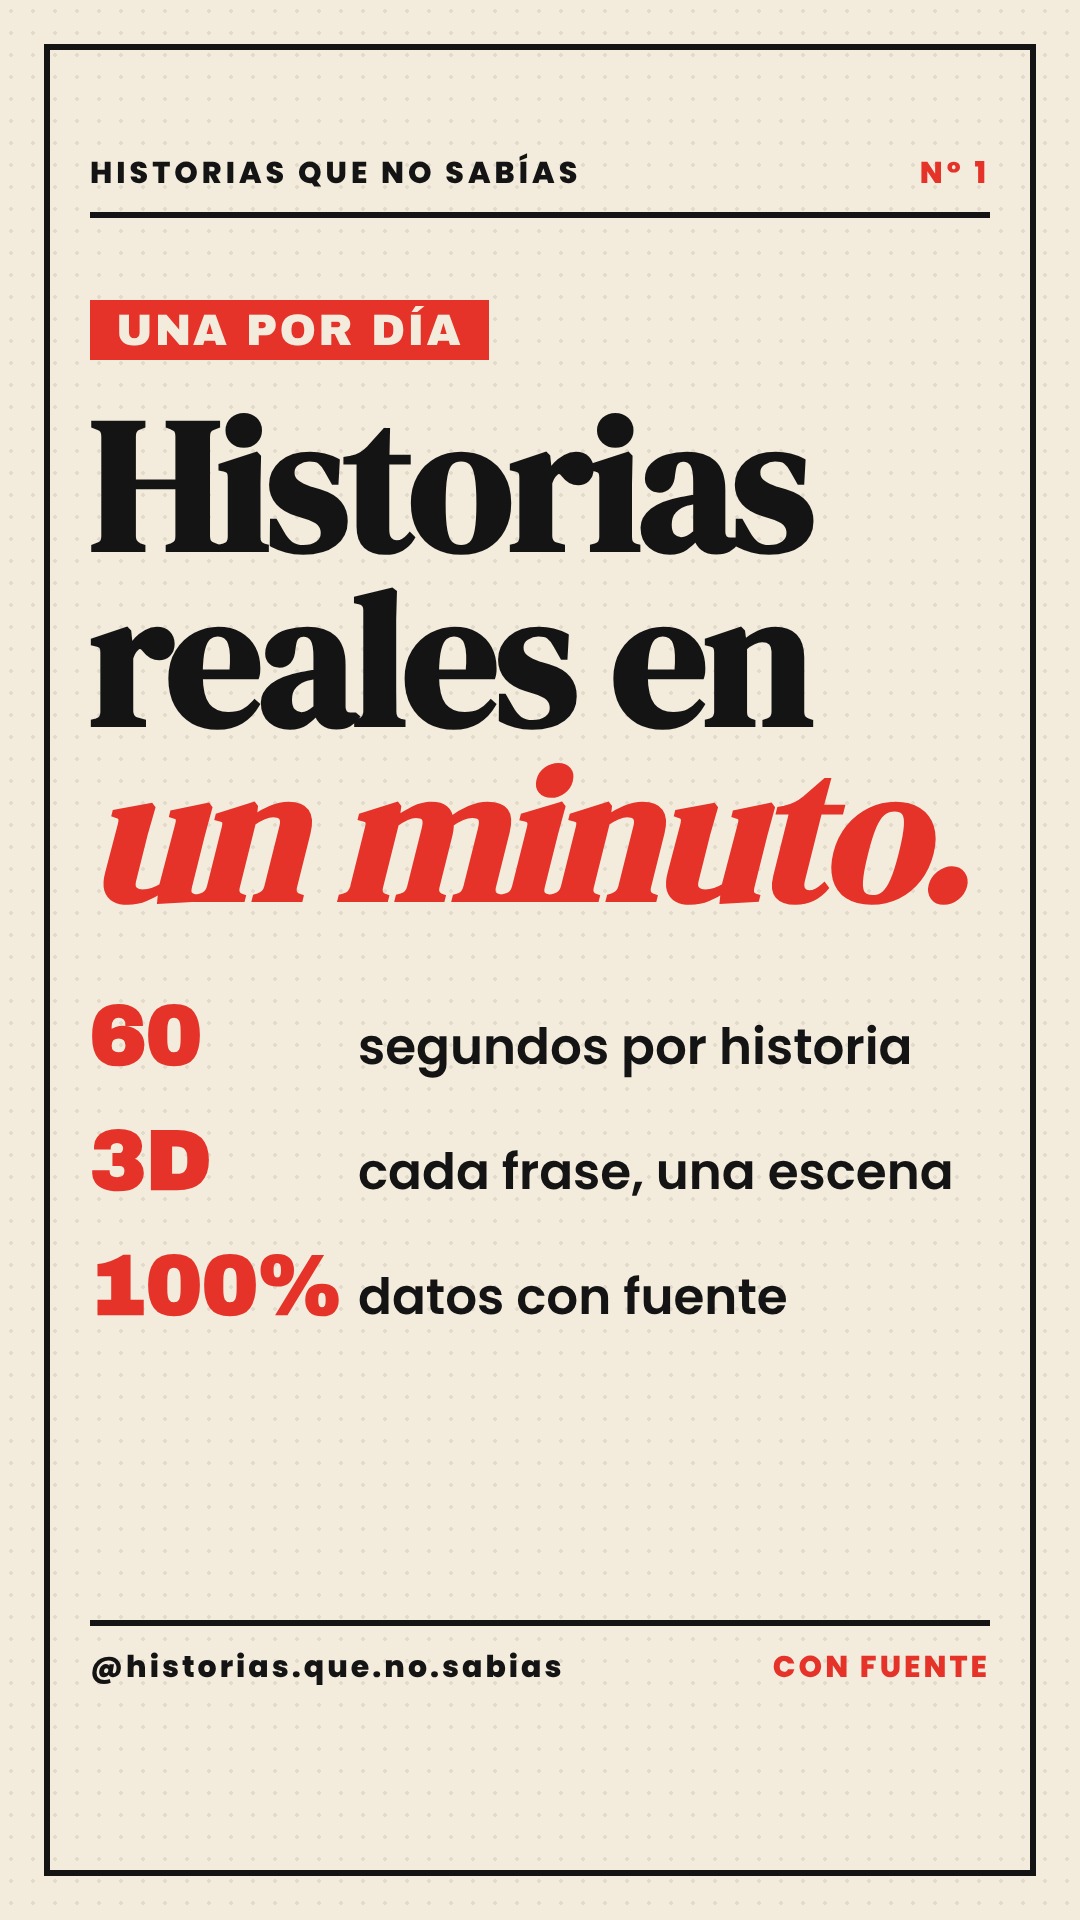 HISTORIAS QUE NO SABÍAS Nº 1
UNA POR DÍA
Historias
reales en
un minuto.
60 segundos por historia
3D cada frase, una escena
100% datos con fuente
@historias.que.no.sabias CON FUENTE